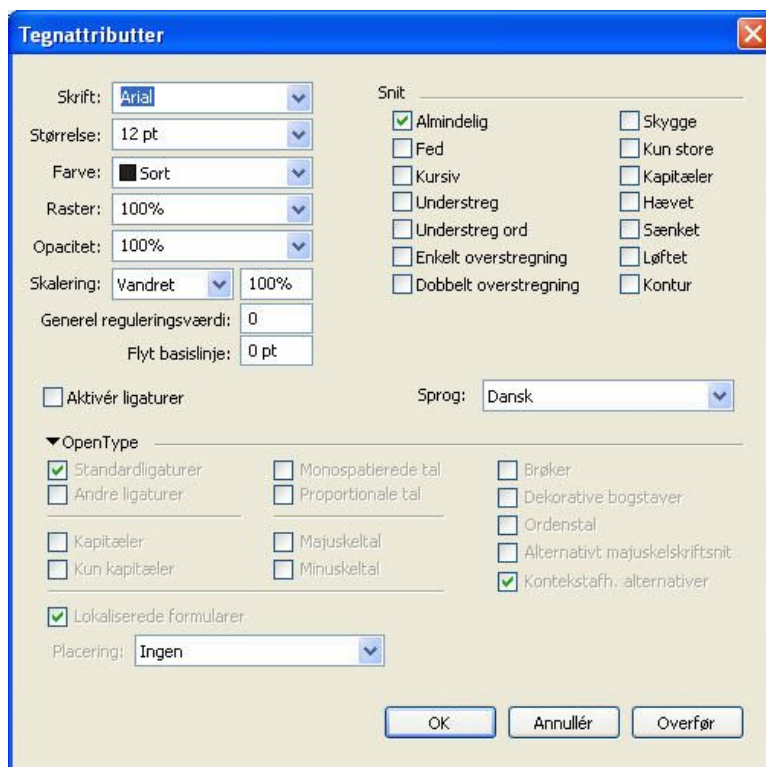 Tegnattributter
Skrift: Arial
Størrelse: 12 pt
Farve: Sort
Raster: 100%
Opacitet: 100%
Skalering: Vandret 100%
Generel reguleringsværdi: 0
Flyt basislinje: 0 pt
Snit
Almindelig
Fed
Kursiv
Understreg
Understreg ord
Enkelt overstregning
Dobbelt overstregning
Skygge
Kun store
Kapitæler
Hævet
Sænket
Løftet
Kontur
Aktivér ligaturer
Sprog: Dansk
OpenType
Standardligaturer
Andre ligaturer
Kapitæler
Kun kapitæler
Monospatierede tal
Proportionale tal
Majuskeltal
Minuskeltal
Brøker
Dekorative bogstaver
Ordenstal
Alternativt majuskelskriftsnit
Kontekstafh. alternativer
Lokaliserede formularer
Placering: Ingen
OK
Annullér
Overfør